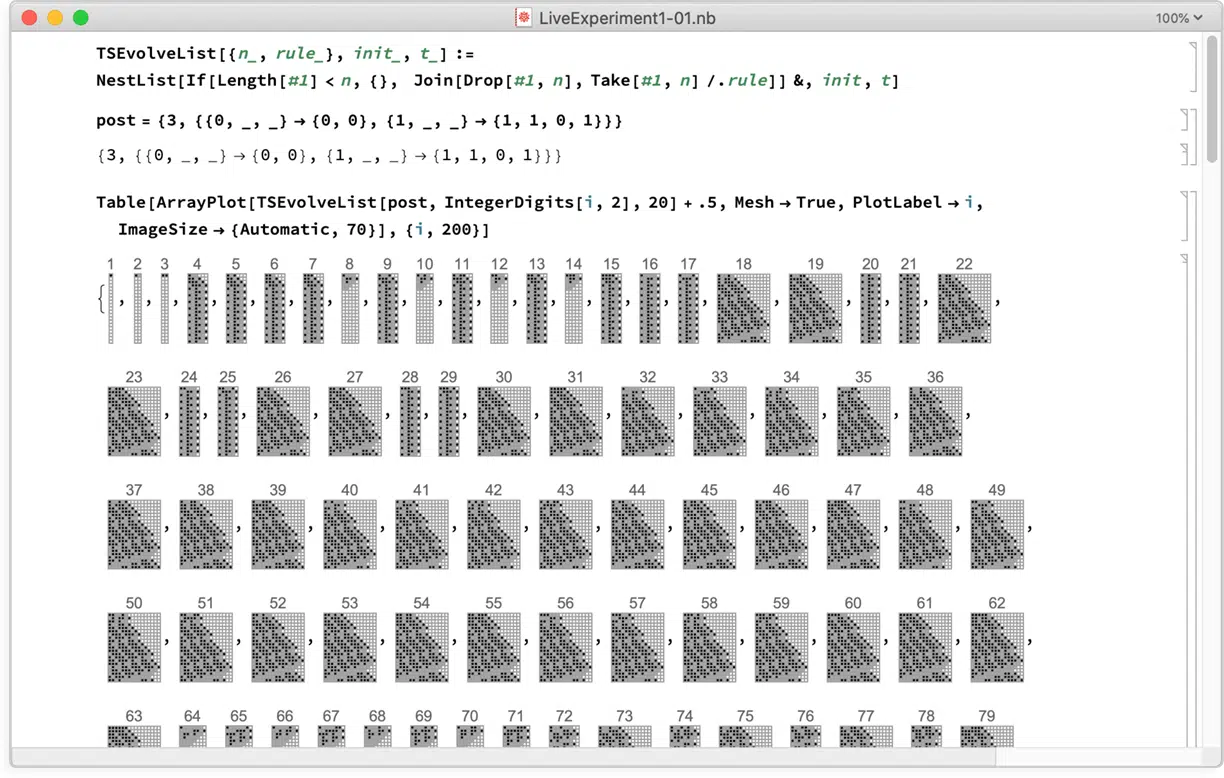 LiveExperiment1-01.nb
100%
TSEvolveList[{n_, rule_}, init_, t_] :=
NestList[If[Length[#1] < n, {}, Join[Drop[#1, n], Take[#1, n] /.rule]] &, init, t]
post = {3, {{0, _, _} → {0, 0}, {1, _, _} → {1, 1, 0, 1}}}
{3, {{0, _, _} → {0, 0}, {1, _, _} → {1, 1, 0, 1}}}
Table[ArrayPlot[TSEvolveList[post, IntegerDigits[i, 2], 20] + .5, Mesh → True, PlotLabel → i,
ImageSize → {Automatic, 70}], {i, 200}]
1 2 3 4 5 6 7 8 9 10 11 12 13 14 15 16 17 18 19 20 21 22
{ , , , , , , , , , , , , , , , , , , , , , ,
23 24 25 26 27 28 29 30 31 32 33 34 35 36
, , , , , , , , , , , , , ,
37 38 39 40 41 42 43 44 45 46 47 48 49
, , , , , , , , , , , , ,
50 51 52 53 54 55 56 57 58 59 60 61 62
, , , , , , , , , , , , ,
63 64 65 66 67 68 69 70 71 72 73 74 75 76 77 78 79